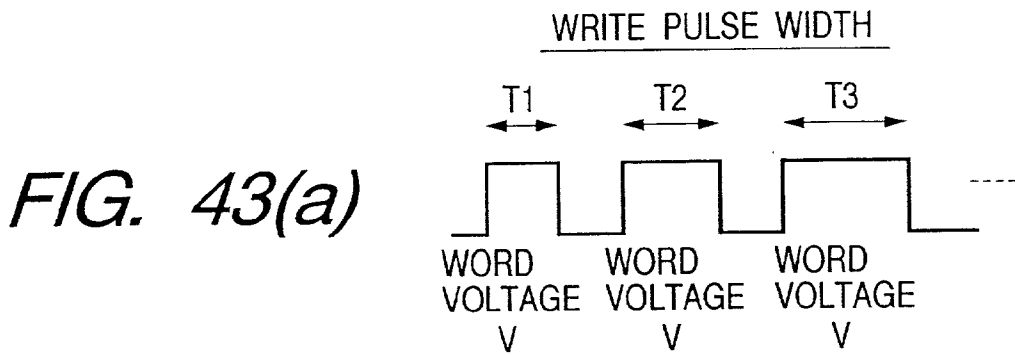 WRITE PULSE WIDTH
T1 T2 T3
FIG. 43(a)
WORD WORD WORD
VOLTAGE VOLTAGE VOLTAGE
V V V